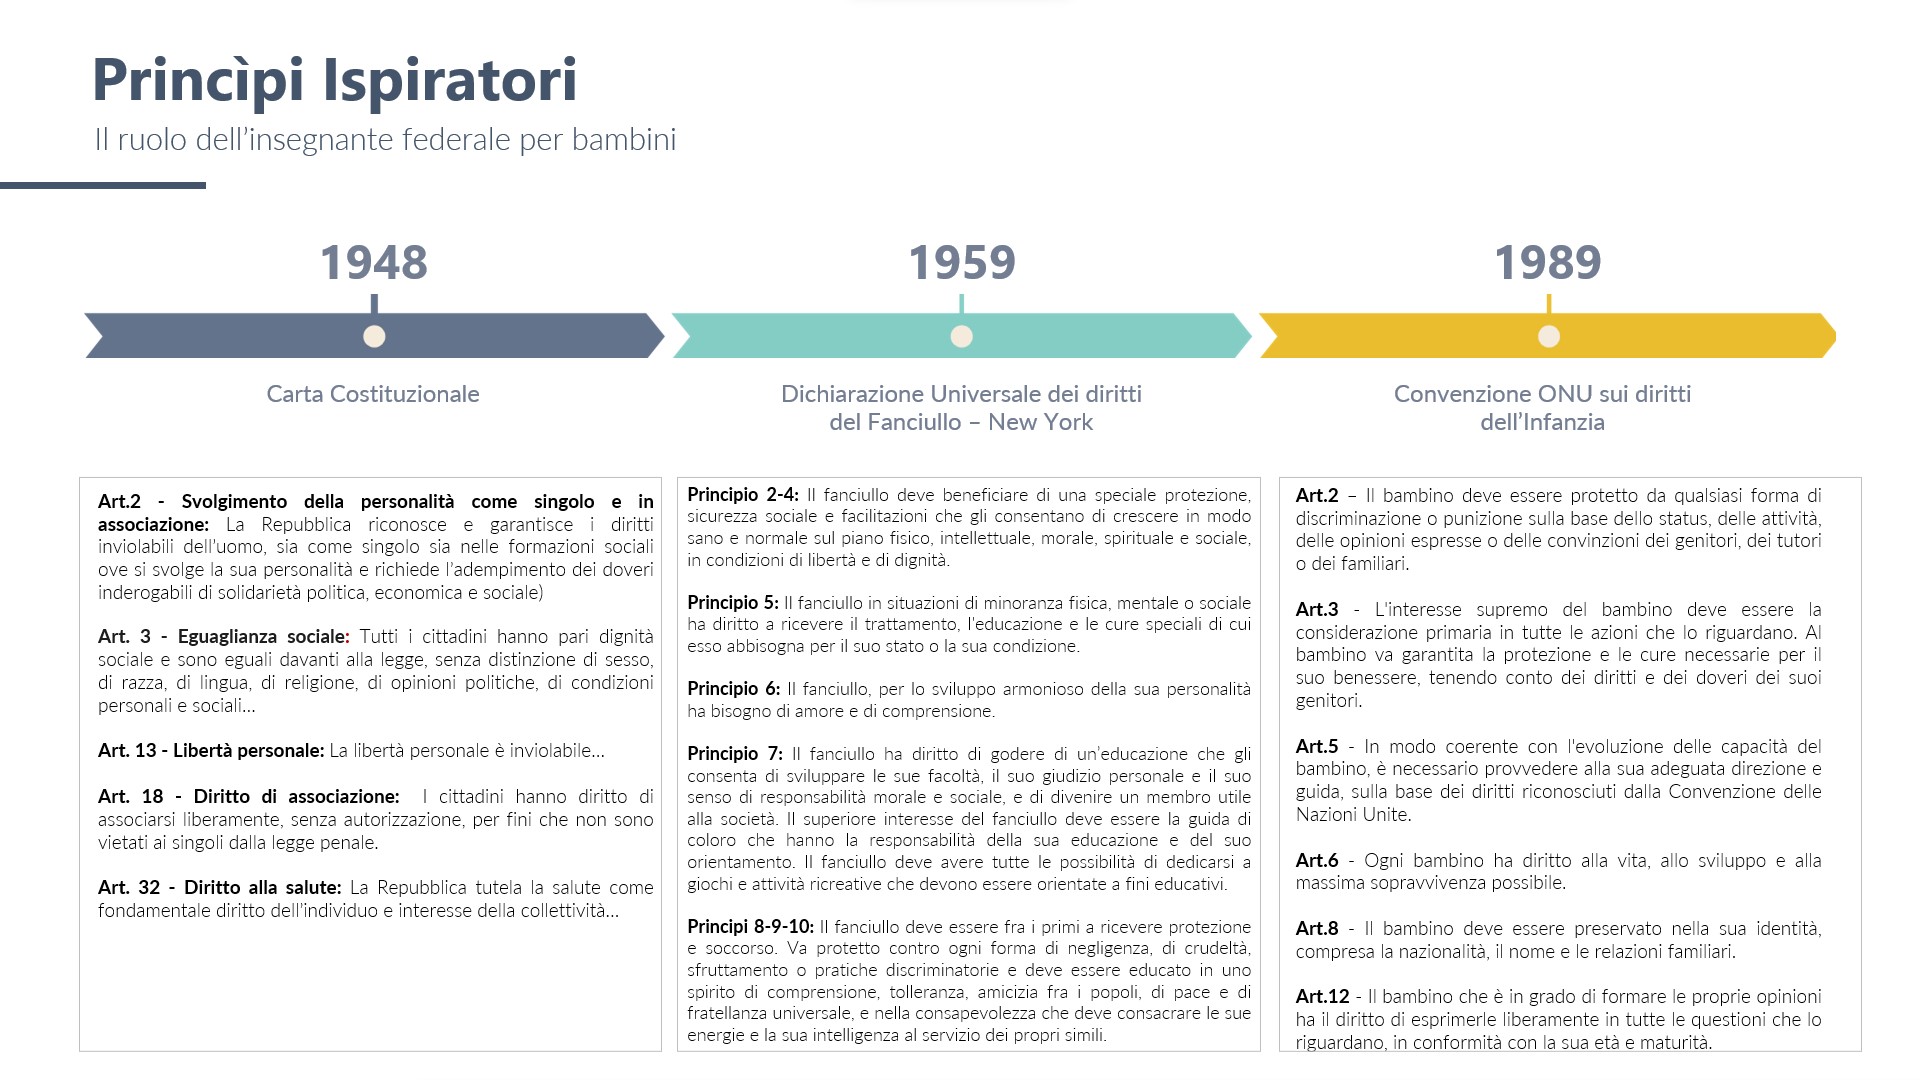 Princìpi Ispiratori
Il ruolo dell’insegnante federale per bambini
1948
1959
1989
Carta Costituzionale
Dichiarazione Universale dei diritti
del Fanciullo – New York
Convenzione ONU sui diritti
dell’Infanzia
Art.2 - Svolgimento della personalità come singolo e in
associazione: La Repubblica riconosce e garantisce i diritti
inviolabili dell’uomo, sia come singolo sia nelle formazioni sociali
ove si svolge la sua personalità e richiede l’adempimento dei doveri
inderogabili di solidarietà politica, economica e sociale)
Art. 3 - Eguaglianza sociale: Tutti i cittadini hanno pari dignità
sociale e sono eguali davanti alla legge, senza distinzione di sesso,
di razza, di lingua, di religione, di opinioni politiche, di condizioni
personali e sociali…
Art. 13 - Libertà personale: La libertà personale è inviolabile…
Art. 18 - Diritto di associazione: I cittadini hanno diritto di
associarsi liberamente, senza autorizzazione, per fini che non sono
vietati ai singoli dalla legge penale.
Art. 32 - Diritto alla salute: La Repubblica tutela la salute come
fondamentale diritto dell’individuo e interesse della collettività…
Principio 2-4: Il fanciullo deve beneficiare di una speciale protezione,
sicurezza sociale e facilitazioni che gli consentano di crescere in modo
sano e normale sul piano fisico, intellettuale, morale, spirituale e sociale,
in condizioni di libertà e di dignità.
Principio 5: Il fanciullo in situazioni di minoranza fisica, mentale o sociale
ha diritto a ricevere il trattamento, l'educazione e le cure speciali di cui
esso abbisogna per il suo stato o la sua condizione.
Principio 6: Il fanciullo, per lo sviluppo armonioso della sua personalità
ha bisogno di amore e di comprensione.
Principio 7: Il fanciullo ha diritto di godere di un’educazione che gli
consenta di sviluppare le sue facoltà, il suo giudizio personale e il suo
senso di responsabilità morale e sociale, e di divenire un membro utile
alla società. Il superiore interesse del fanciullo deve essere la guida di
coloro che hanno la responsabilità della sua educazione e del suo
orientamento. Il fanciullo deve avere tutte le possibilità di dedicarsi a
giochi e attività ricreative che devono essere orientate a fini educativi.
Principi 8-9-10: Il fanciullo deve essere fra i primi a ricevere protezione
e soccorso. Va protetto contro ogni forma di negligenza, di crudeltà,
sfruttamento o pratiche discriminatorie e deve essere educato in uno
spirito di comprensione, tolleranza, amicizia fra i popoli, di pace e di
fratellanza universale, e nella consapevolezza che deve consacrare le sue
energie e la sua intelligenza al servizio dei propri simili.
Art.2 – Il bambino deve essere protetto da qualsiasi forma di
discriminazione o punizione sulla base dello status, delle attività,
delle opinioni espresse o delle convinzioni dei genitori, dei tutori
o dei familiari.
Art.3 - L'interesse supremo del bambino deve essere la
considerazione primaria in tutte le azioni che lo riguardano. Al
bambino va garantita la protezione e le cure necessarie per il
suo benessere, tenendo conto dei diritti e dei doveri dei suoi
genitori.
Art.5 - In modo coerente con l'evoluzione delle capacità del
bambino, è necessario provvedere alla sua adeguata direzione e
guida, sulla base dei diritti riconosciuti dalla Convenzione delle
Nazioni Unite.
Art.6 - Ogni bambino ha diritto alla vita, allo sviluppo e alla
massima sopravvivenza possibile.
Art.8 - Il bambino deve essere preservato nella sua identità,
compresa la nazionalità, il nome e le relazioni familiari.
Art.12 - Il bambino che è in grado di formare le proprie opinioni
ha il diritto di esprimerle liberamente in tutte le questioni che lo
riguardano, in conformità con la sua età e maturità.